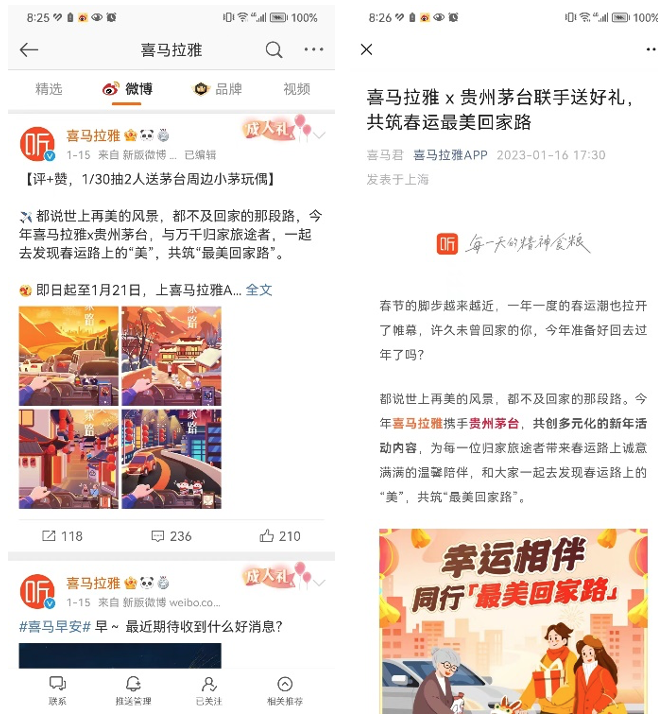 8:25
100%
喜马拉雅
精选
微博
品牌
视频
喜马拉雅
成人礼
1-15 来自 新版微博 ... 已编辑
【评+赞，1/30抽2人送茅台周边小茅玩偶】
都说世上再美的风景，都不及回家的那段路，今
年喜马拉雅x贵州茅台，与万千归家旅途者，一起
去发现春运路上的“美”，共筑“最美回家路”。
即日起至1月21日，上喜马拉雅A... 全文
118
236
210
喜马拉雅
成人礼
1-15 来自 新版微博 weibo.co...
#喜马早安# 早～ 最近期待收到什么好消息？
联系
推送管理
已关注
相关推荐
8:26
100%
喜马拉雅 x 贵州茅台联手送好礼，
共筑春运最美回家路
喜马君 喜马拉雅APP 2023-01-16 17:30
发表于上海
听 每一天的精神食粮
春节的脚步越来越近，一年一度的春运潮也拉开
了帷幕，许久未曾回家的你，今年准备好回去过
年了吗？
都说世上再美的风景，都不及回家的那段路。今
年喜马拉雅携手贵州茅台，共创多元化的新年活
动内容，为每一位归家旅途者带来春运路上诚意
满满的温馨陪伴，和大家一起去发现春运路上的
“美”，共筑“最美回家路”。
幸运相伴
同行「最美回家路」